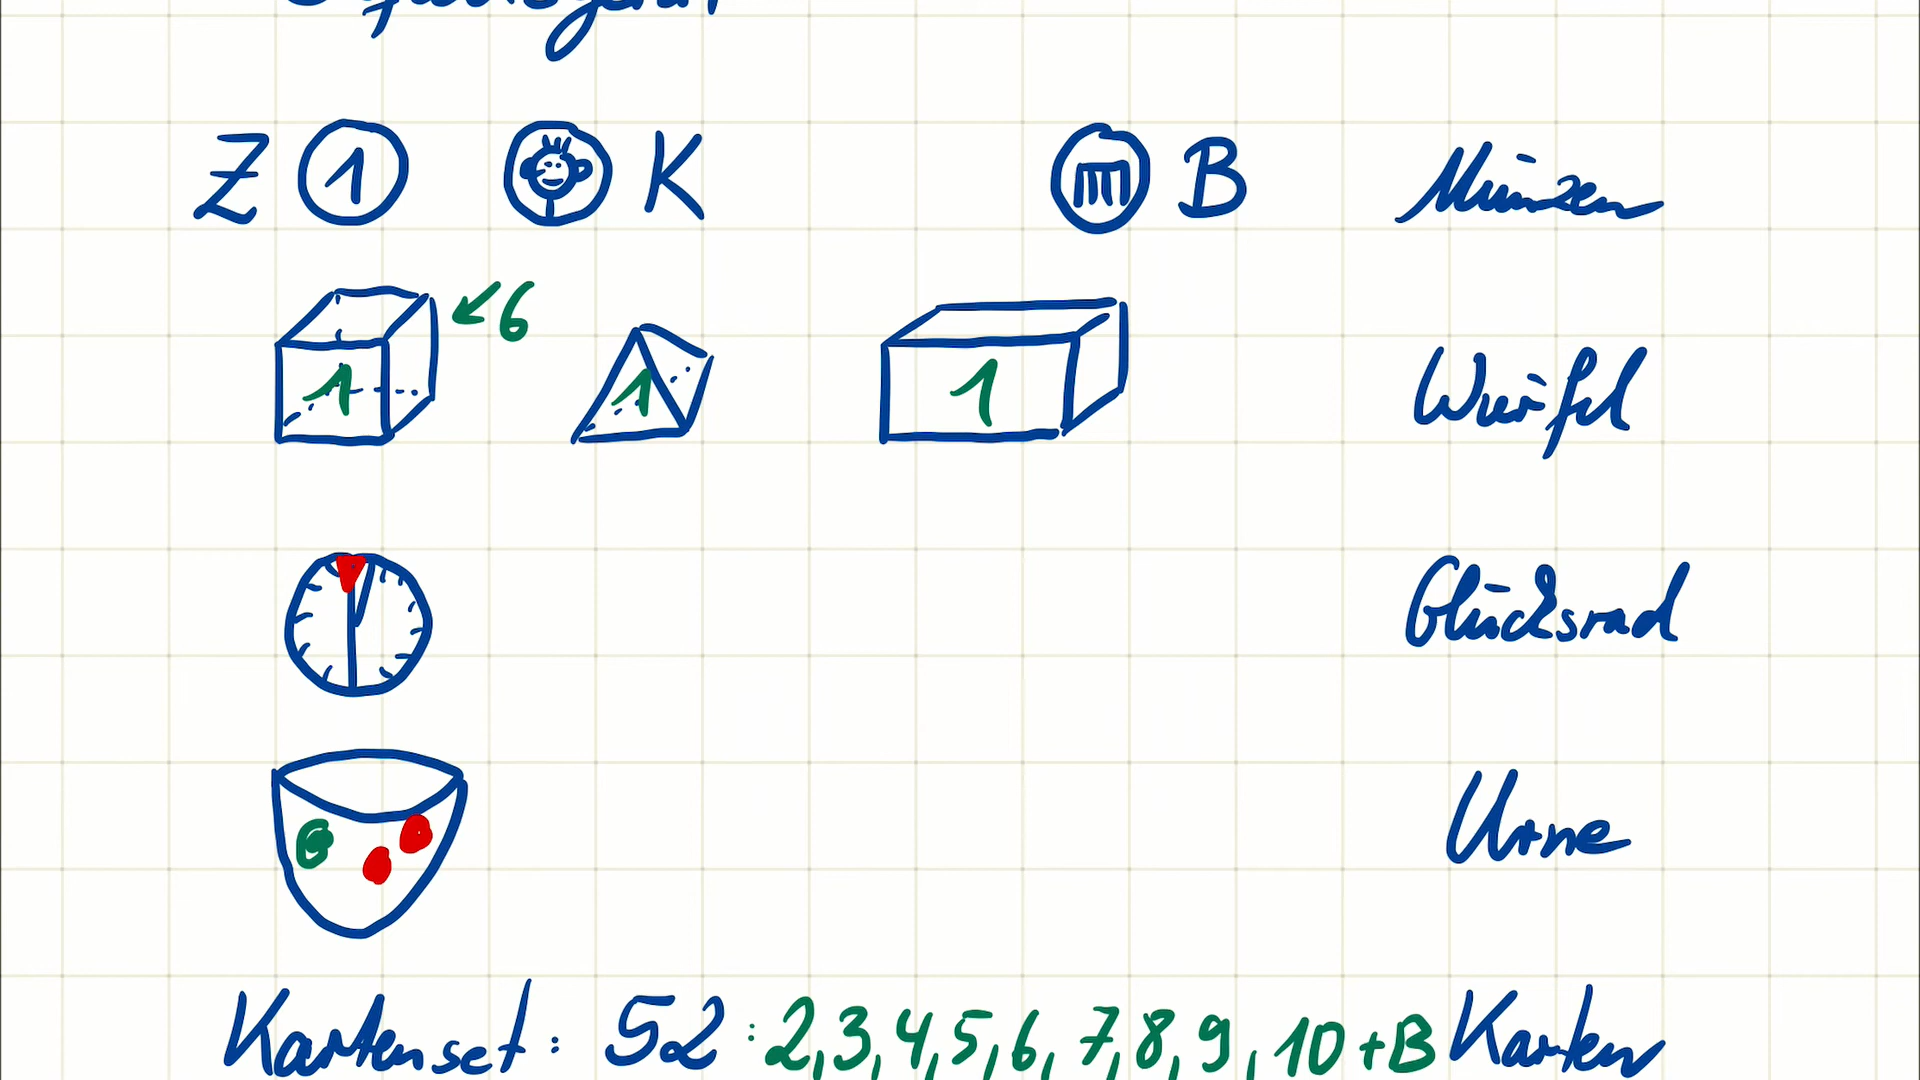 Z 1 K B Münzen
6
1 1 1 Würfel
Glücksrad
Urne
Kartenset: 52 : 2,3,4,5,6,7,8,9,10+B Karten